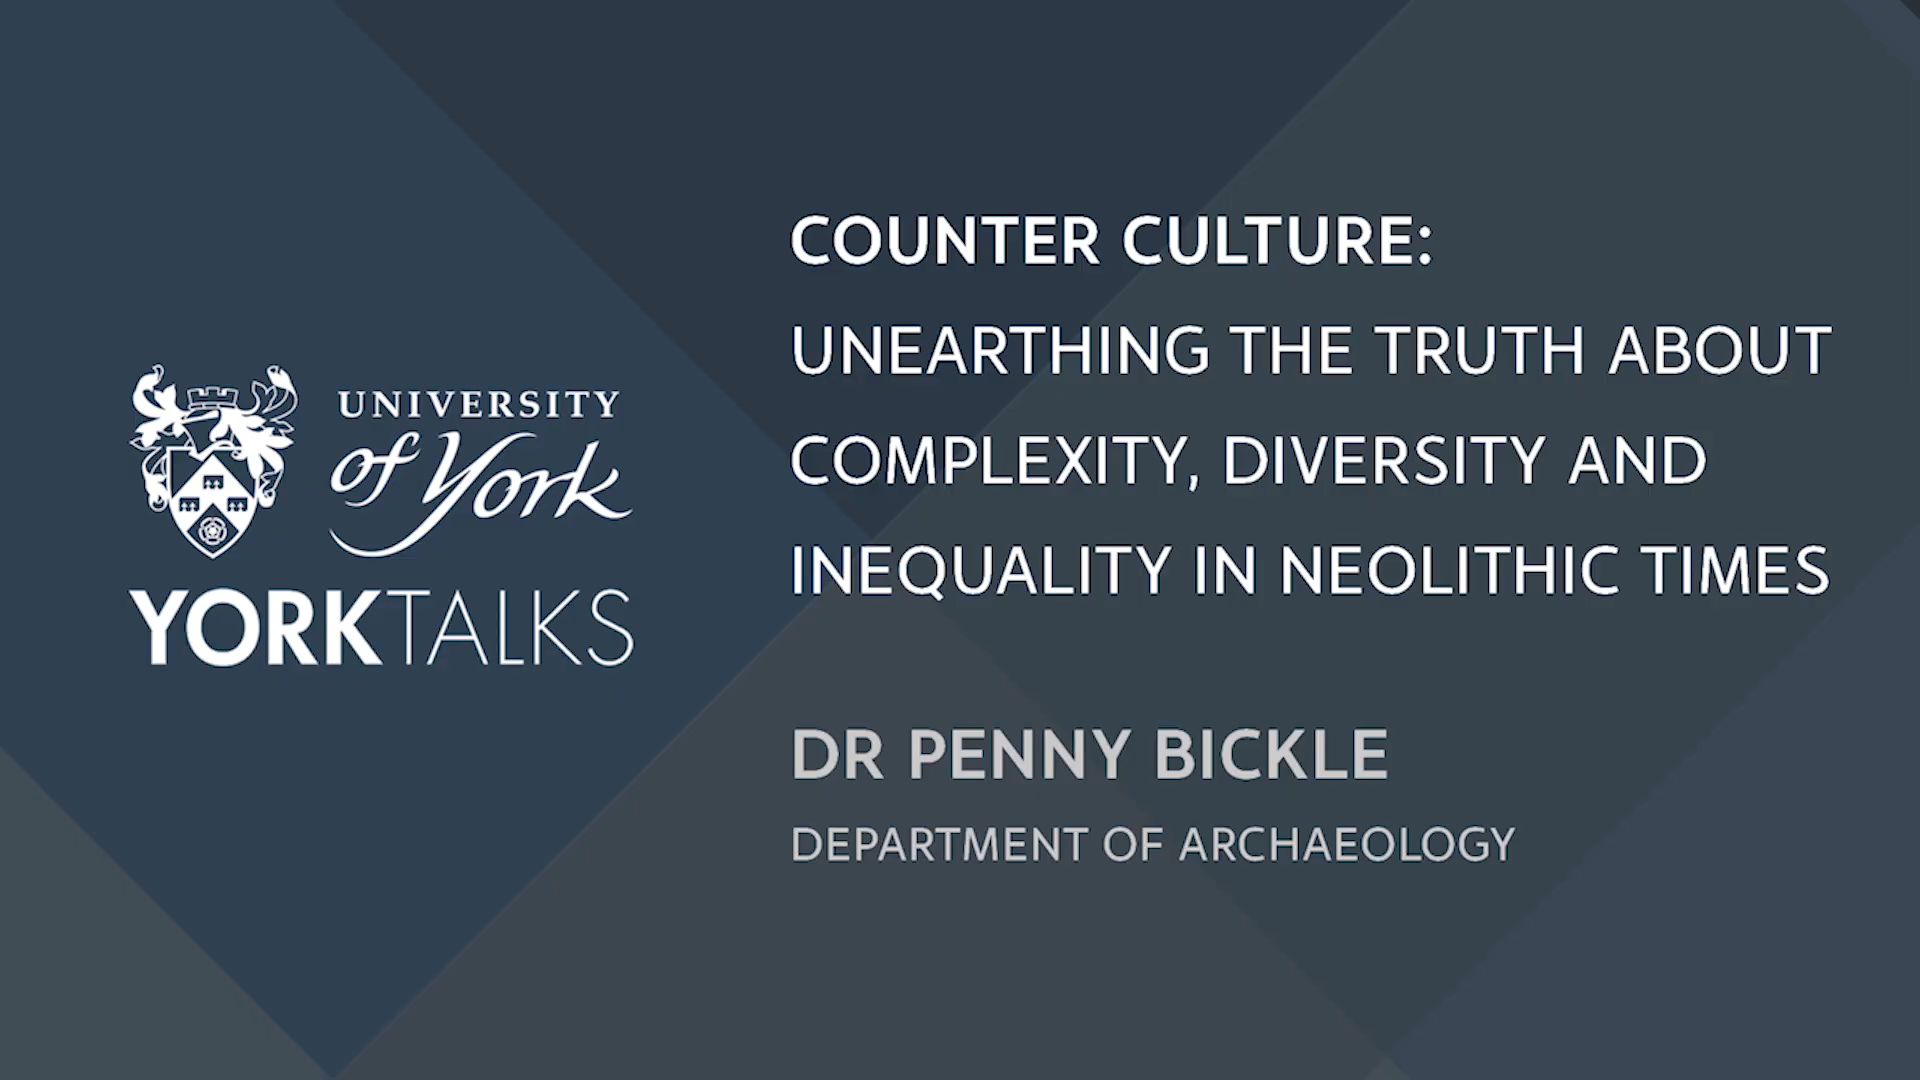 UNIVERSITY
of York
YORKTALKS
COUNTER CULTURE:
UNEARTHING THE TRUTH ABOUT
COMPLEXITY, DIVERSITY AND
INEQUALITY IN NEOLITHIC TIMES
DR PENNY BICKLE
DEPARTMENT OF ARCHAEOLOGY